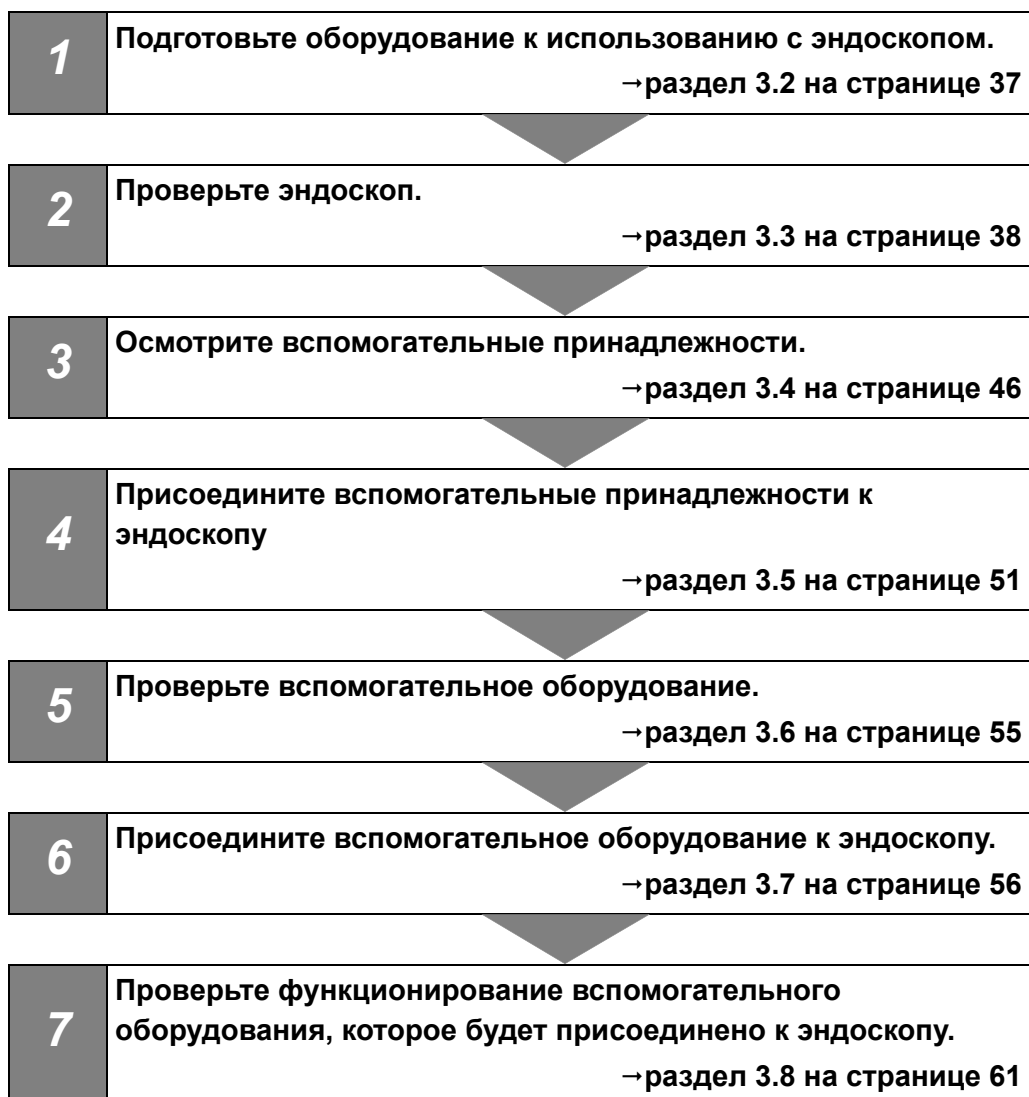 1
Подготовьте оборудование к использованию с эндоскопом.
→раздел 3.2 на странице 37
2
Проверьте эндоскоп.
→раздел 3.3 на странице 38
3
Осмотрите вспомогательные принадлежности.
→раздел 3.4 на странице 46
4
Присоедините вспомогательные принадлежности к
эндоскопу
→раздел 3.5 на странице 51
5
Проверьте вспомогательное оборудование.
→раздел 3.6 на странице 55
6
Присоедините вспомогательное оборудование к эндоскопу.
→раздел 3.7 на странице 56
7
Проверьте функционирование вспомогательного
оборудования, которое будет присоединено к эндоскопу.
→раздел 3.8 на странице 61